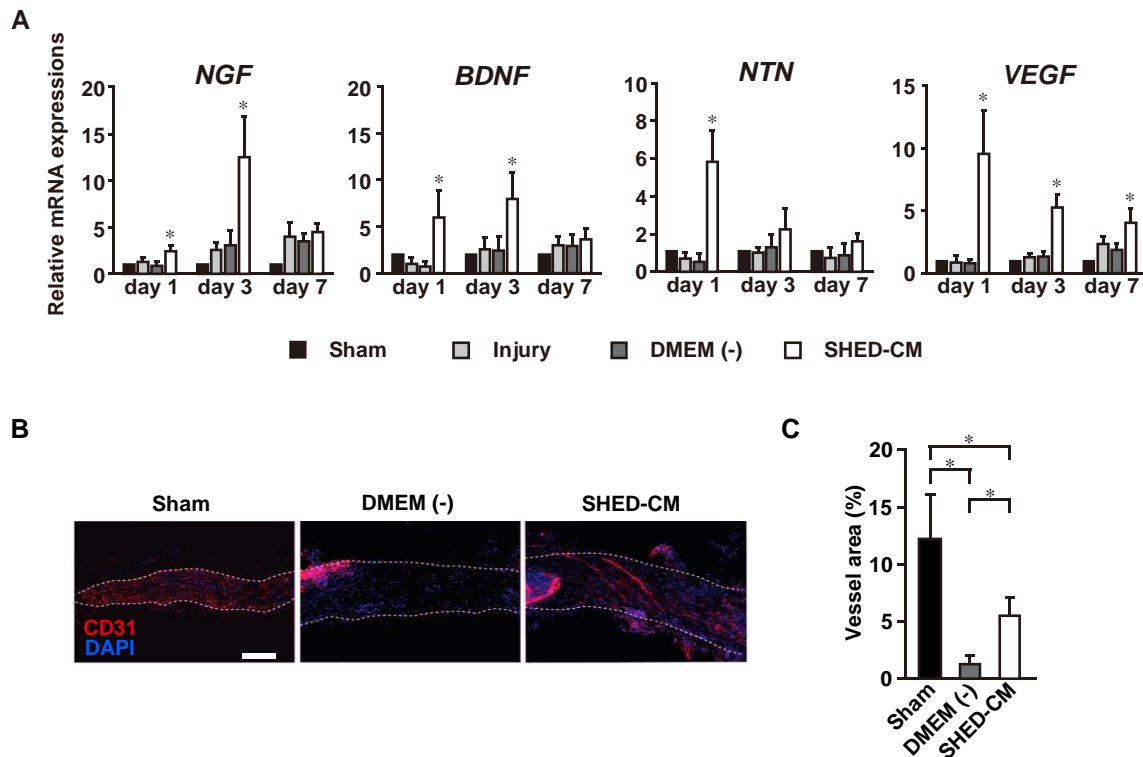 A
NGF
BDNF
NTN
VEGF
Relative mRNA expressions
20
15
10
5
0
*
*
day 1 day 3 day 7
20
15
10
5
0
*
*
day 1 day 3 day 7
10
8
6
4
2
0
*
day 1 day 3 day 7
15
10
5
0
*
*
*
day 1 day 3 day 7
Sham Injury DMEM (-) SHED-CM
B
Sham DMEM (-) SHED-CM
CD31
DAPI
C
Vessel area (%)
20
15
10
5
0
*
*
*
Sham
DMEM (-)
SHED-CM